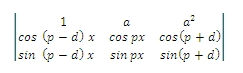 1 a a²
cos (p − d) x cos px cos(p + d)
sin (p − d) x sin px sin(p + d)